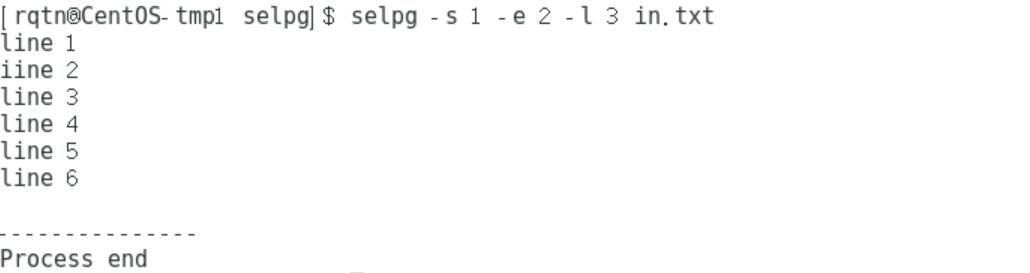 [rqtn@CentOS-tmp1 selpg]$ selpg -s 1 -e 2 -l 3 in.txt
line 1
iine 2
line 3
line 4
line 5
line 6
---------------
Process end